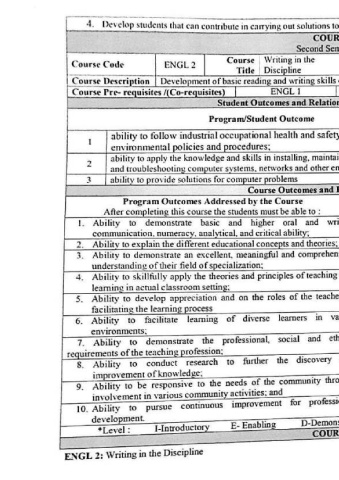 4. Develop students that can contribute in carrying out solutions to
COUR
Second Sen
Course Code ENGL 2 Course Title Writing in the Discipline
Course Description Development of basic reading and writing skills
Course Pre- requisites /(Co-requisites) ENGL 1
Student Outcomes and Relation
Program/Student Outcome
1 ability to follow industrial occupational health and safety
environmental policies and procedures;
2 ability to apply the knowledge and skills in installing, maintai
and troubleshooting computer systems, networks and other en
3 ability to provide solutions for computer problems
Course Outcomes and
Program Outcomes Addressed by the Course
After completing this course the students must be able to :
1. Ability to demonstrate basic and higher oral and wri
communication, numeracy, analytical, and critical ability;
2. Ability to explain the different educational concepts and theories;
3. Ability to demonstrate an excellent, meaningful and comprehen
understanding of their field of specialization;
4. Ability to skillfully apply the theories and principles of teaching
learning in actual classroom setting;
5. Ability to develop appreciation and on the roles of the teache
facilitating the learning process
6. Ability to facilitate learning of diverse learners in va
environments;
7. Ability to demonstrate the professional, social and eth
requirements of the teaching profession;
8. Ability to conduct research to further the discovery
improvement of knowledge;
9. Ability to be responsive to the needs of the community thro
involvement in various community activities; and
10. Ability to pursue continuous improvement for professi
development.
*Level : I-Introductory E- Enabling D-Demons
COUR
ENGL 2: Writing in the Discipline